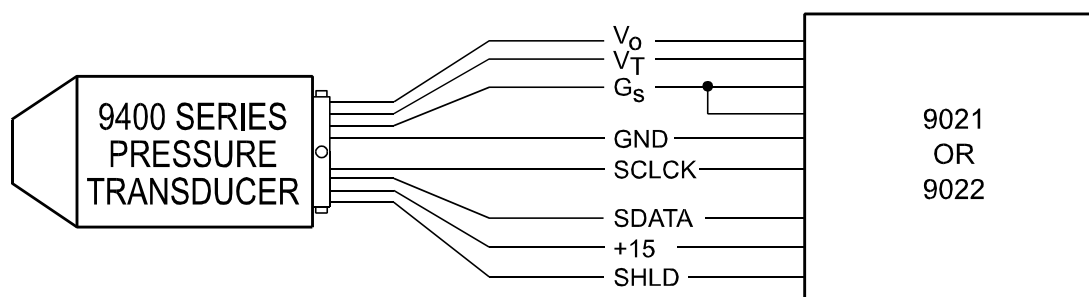 9400 SERIES
PRESSURE
TRANSDUCER
Vo
VT
GS
GND
SCLCK
SDATA
+15
SHLD
9021
OR
9022